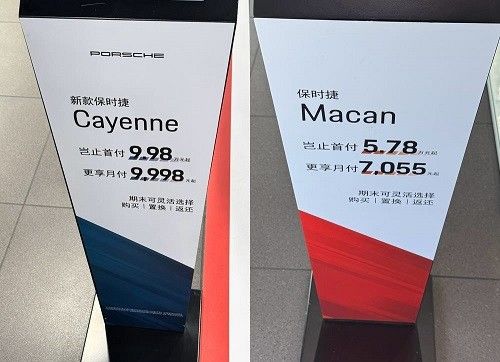 PORSCHE
新款保时捷
Cayenne
岂止首付 9.98 万元起
更享月付 9,998 元起
期末可灵活选择
购买 | 置换 | 返还
保时捷
Macan
岂止首付 5.78 万元起
更享月付 7,055 元起
期末可灵活选择
购买 | 置换 | 返还